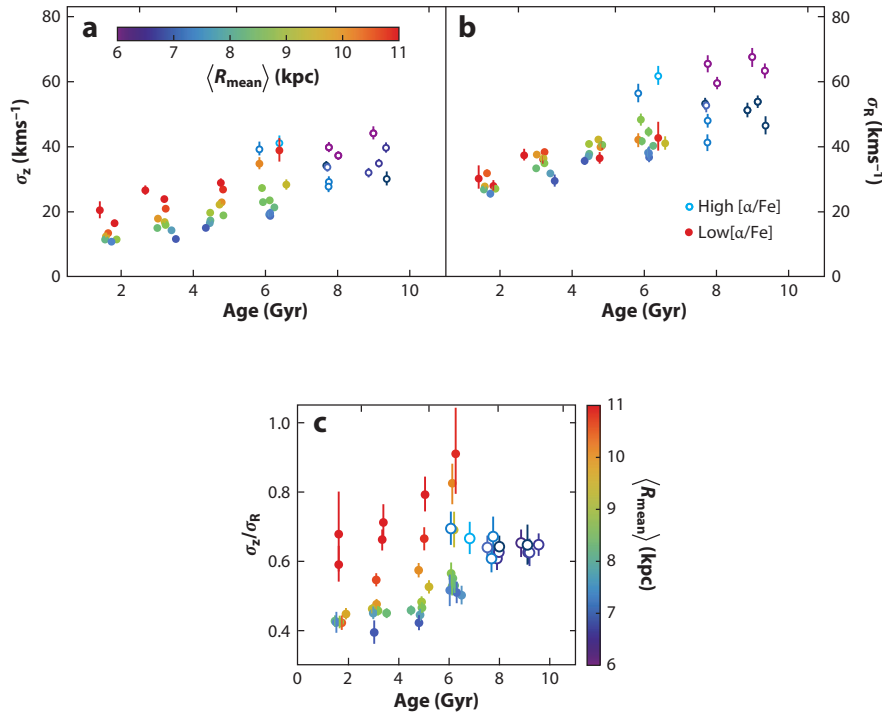 a
6 7 8 9 10 11
⟨Rmean⟩ (kpc)
σz (kms−1)
80
60
40
20
0
2 4 6 8 10
Age (Gyr)
b
High [α/Fe]
Low[α/Fe]
80
60
40
20
0
σR (kms−1)
2 4 6 8 10
Age (Gyr)
c
σz/σR
1.0
0.8
0.6
0.4
2 4 6 8 10
Age (Gyr)
11
10
9
8
7
6
⟨Rmean⟩ (kpc)